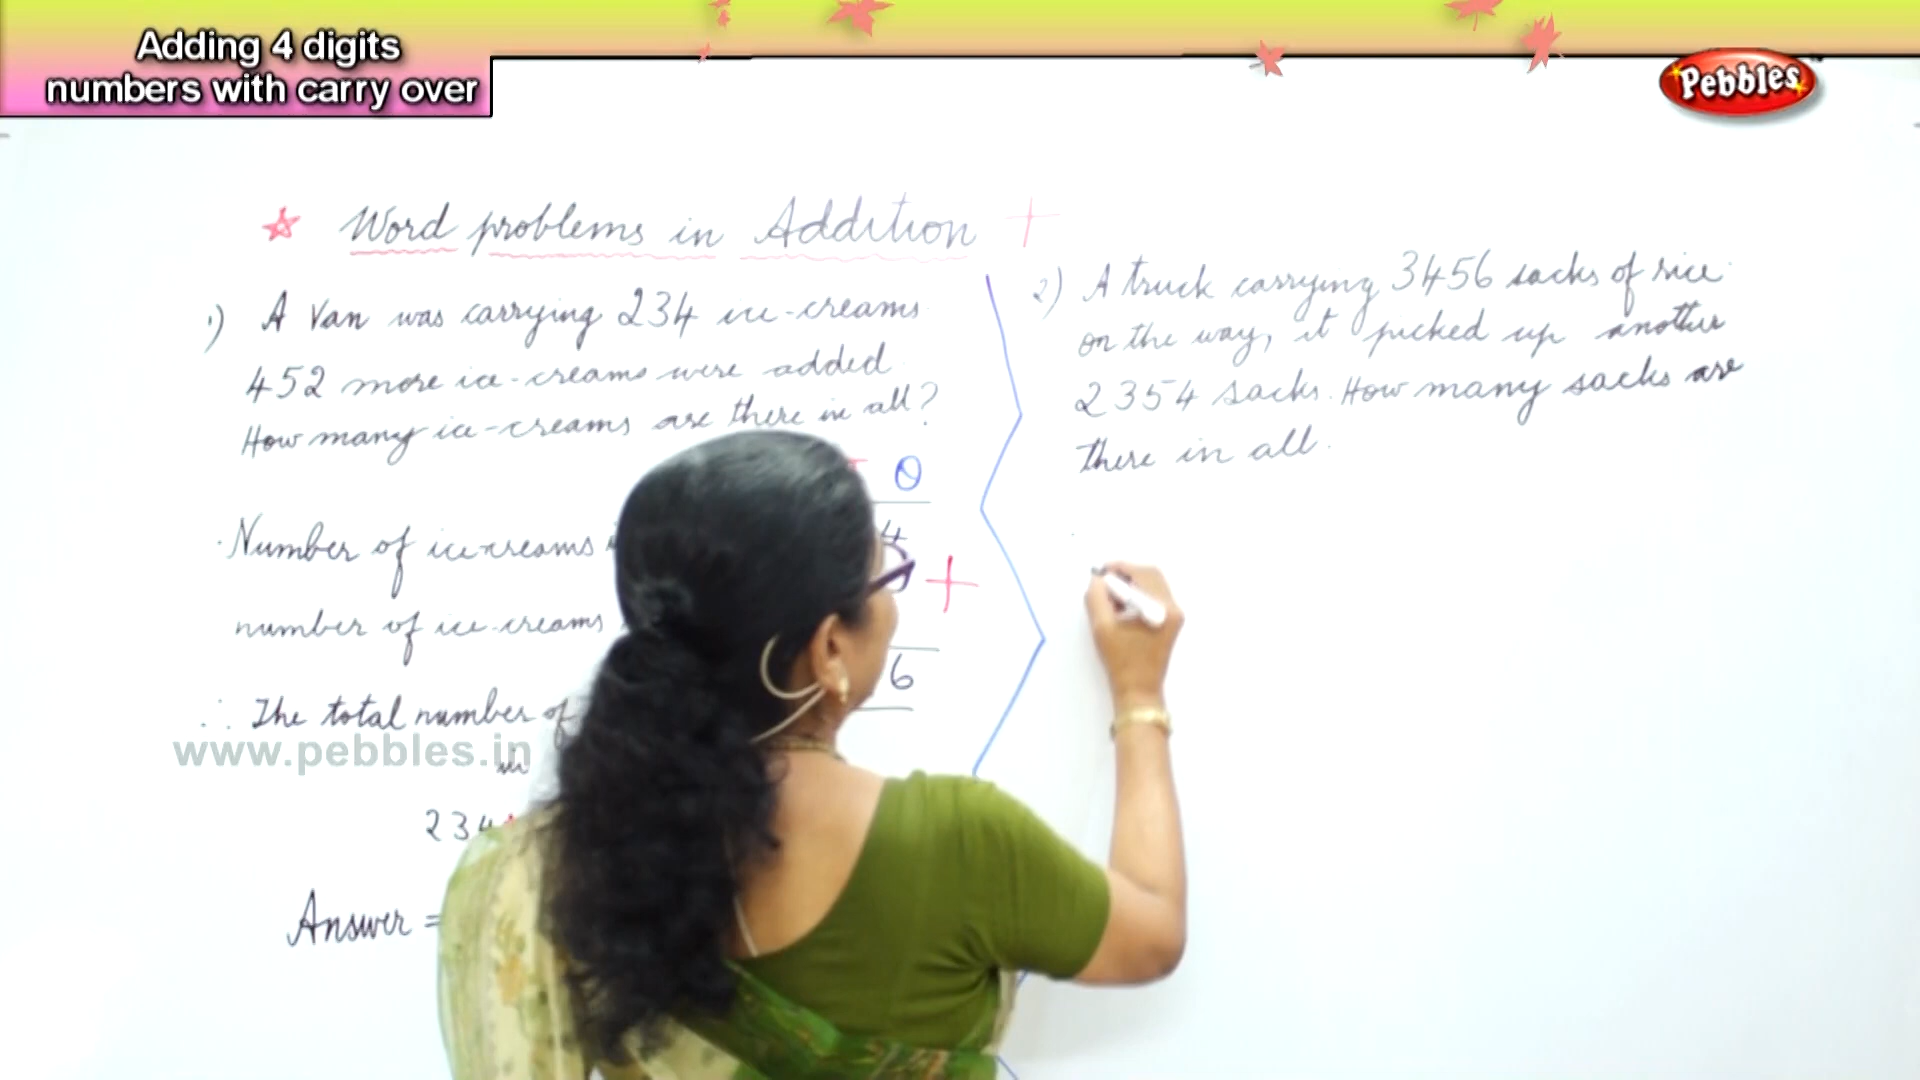 Adding 4 digits
numbers with carry over
Pebbles
Word problems in Addition +
1) A Van was carrying 234 ice-creams
452 more ice-creams were added.
How many ice-creams are there in all?
0
Number of ice-creams
4
number of ice-creams
+
6
∴ The total number of
in
234
Answer =
2) A truck carrying 3456 sacks of rice
on the way, it picked up another
2354 sacks. How many sacks are
there in all.
www.pebbles.in